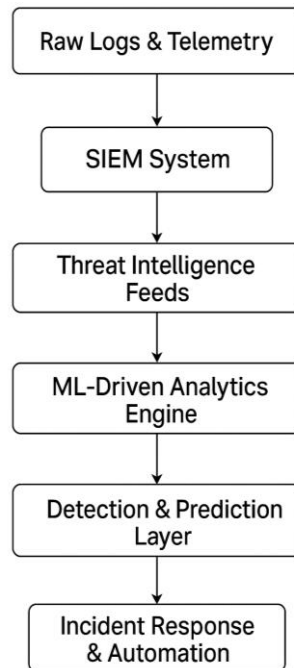 Raw Logs & Telemetry
SIEM System
Threat Intelligence
Feeds
ML-Driven Analytics
Engine
Detection & Prediction
Layer
Incident Response
& Automation